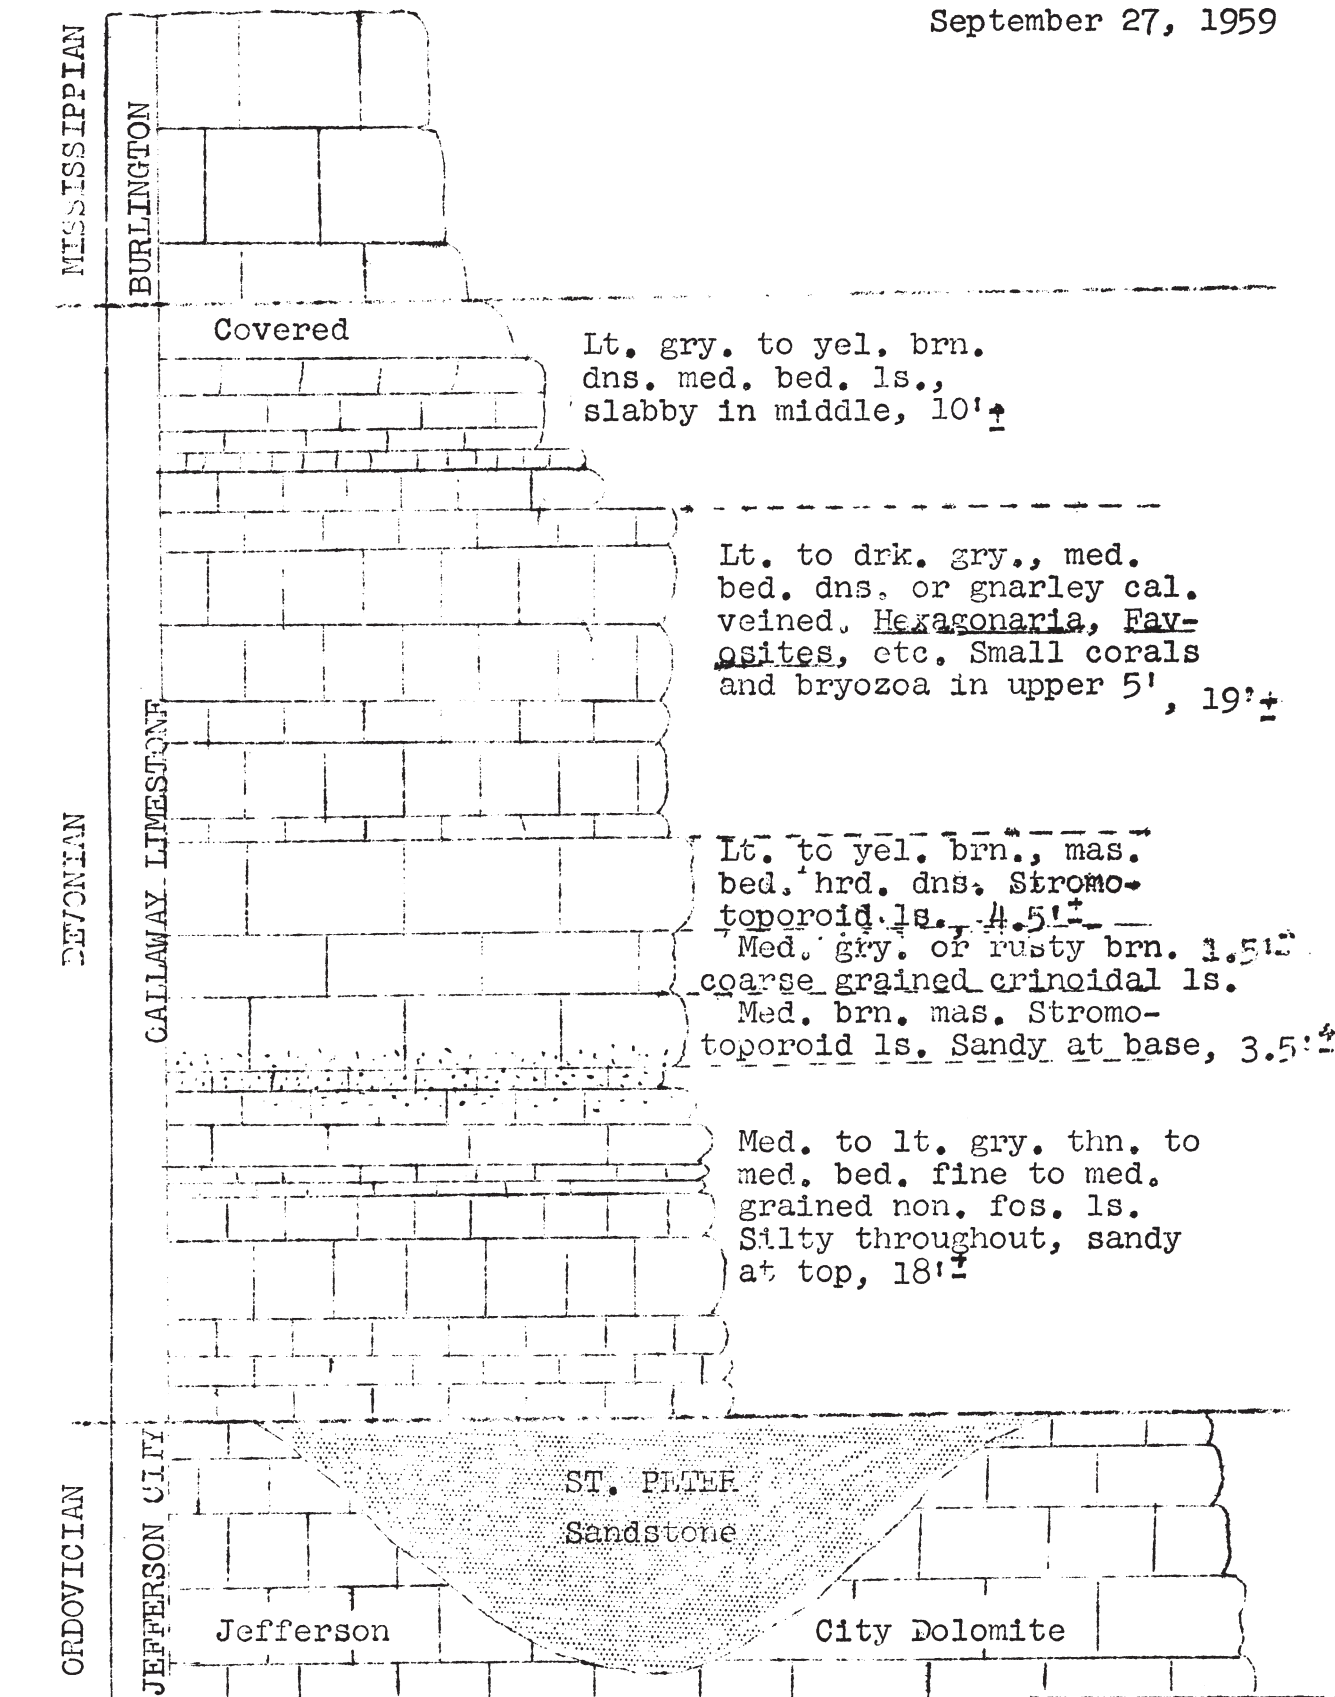 September 27, 1959
MISSISSIPPIAN
BURLINGTON
Covered
Lt. gry. to yel. brn.
dns. med. bed. ls.,
slabby in middle, 10'±
Lt. to drk. gry., med.
bed. dns. or gnarley cal.
veined. Hexagonaria, Fav-
osites, etc. Small corals
and bryozoa in upper 5', 19'±
DEVONIAN
CALLAWAY LIMESTONE
Lt. to yel. brn., mas.
bed. hrd. dns. Stromo-
toporoid ls., 4.5'±
Med. gry. or rusty brn. 1.5'±
coarse grained crinoidal ls.
Med. brn. mas. Stromo-
toporoid ls. Sandy at base, 3.5'±
Med. to lt. gry. thn. to
med. bed. fine to med.
grained non. fos. ls.
Silty throughout, sandy
at top, 18'±
ORDOVICIAN
JEFFERSON CITY
ST. PETER
Sandstone
Jefferson City Dolomite